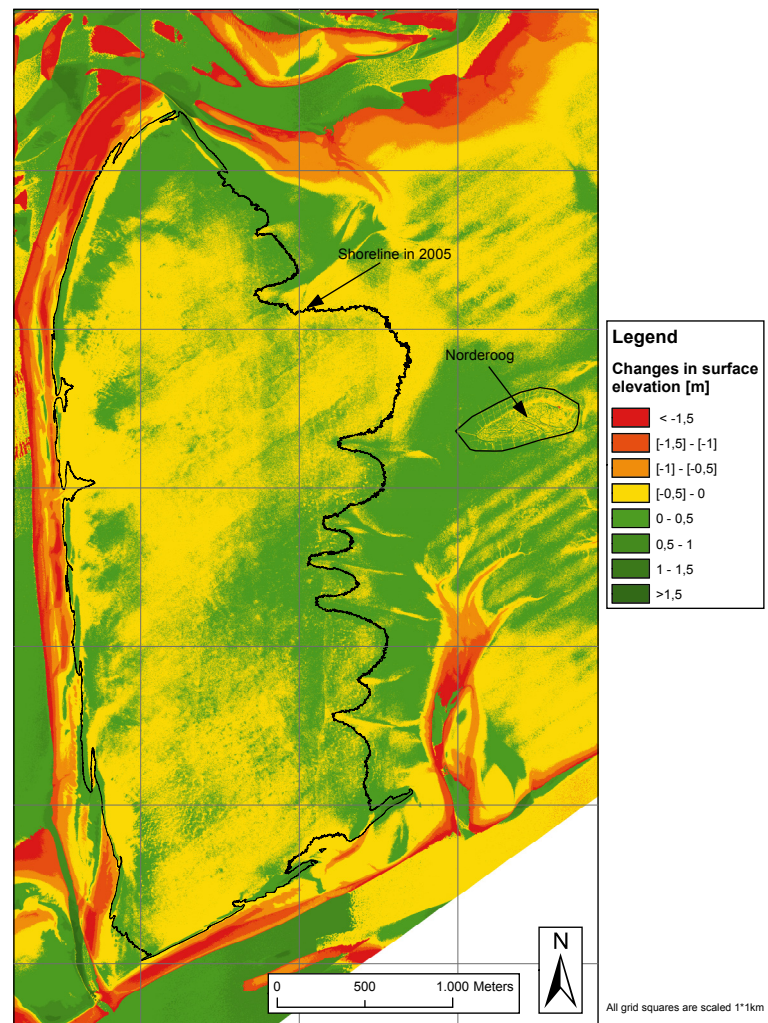 Shoreline in 2005
Norderoog
Legend
Changes in surface
elevation [m]
< -1,5
[-1,5] - [-1]
[-1] - [-0,5]
[-0,5] - 0
0 - 0,5
0,5 - 1
1 - 1,5
>1,5
N
0 500 1.000 Meters
All grid squares are scaled 1*1km